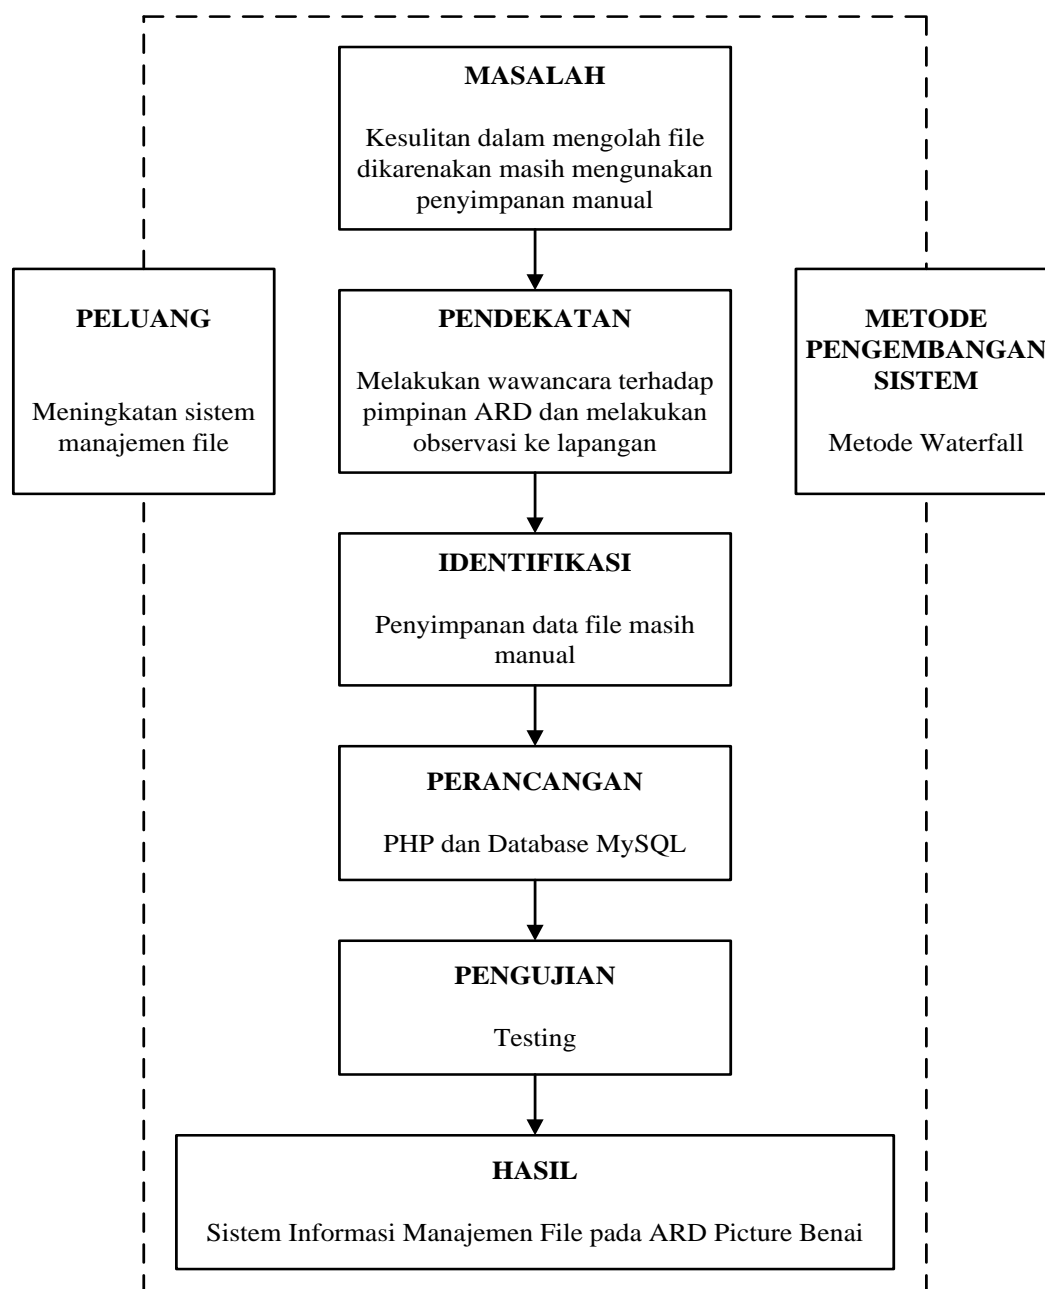 MASALAH
Kesulitan dalam mengolah file
dikarenakan masih mengunakan
penyimpanan manual
PELUANG
Meningkatan sistem
manajemen file
PENDEKATAN
Melakukan wawancara terhadap
pimpinan ARD dan melakukan
observasi ke lapangan
METODE
PENGEMBANGAN
SISTEM
Metode Waterfall
IDENTIFIKASI
Penyimpanan data file masih
manual
PERANCANGAN
PHP dan Database MySQL
PENGUJIAN
Testing
HASIL
Sistem Informasi Manajemen File pada ARD Picture Benai